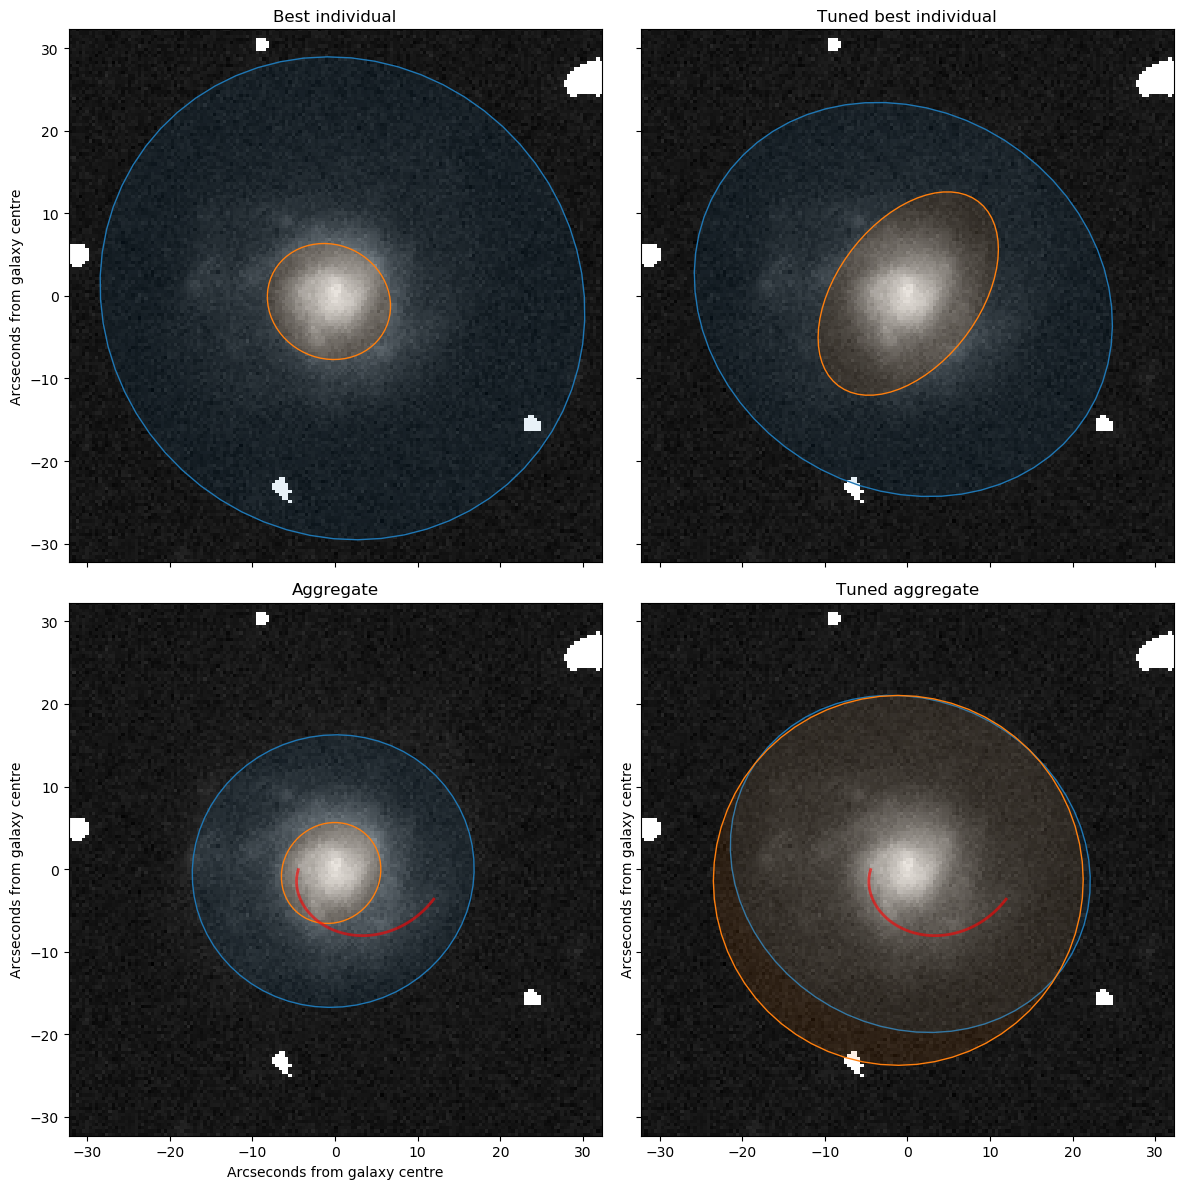 Best individual
Tuned best individual
30
20
10
0
−10
−20
−30
Arcseconds from galaxy centre
Aggregate
Tuned aggregate
30
20
10
0
−10
−20
−30
Arcseconds from galaxy centre
Arcseconds from galaxy centre
−30 −20 −10 0 10 20 30
−30 −20 −10 0 10 20 30
Arcseconds from galaxy centre